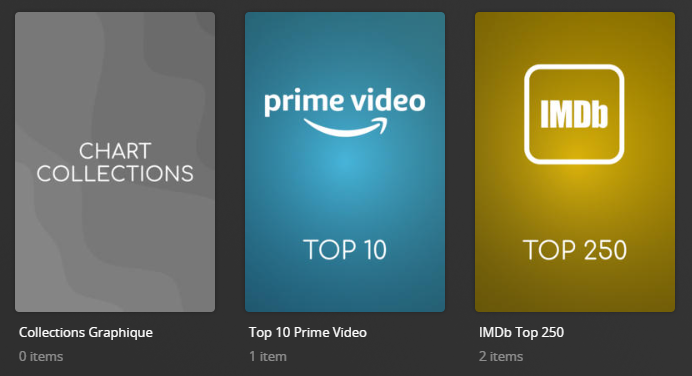 CHART
COLLECTIONS
Collections Graphique
0 items
prime video
TOP 10
Top 10 Prime Video
1 item
IMDb
TOP 250
IMDb Top 250
2 items